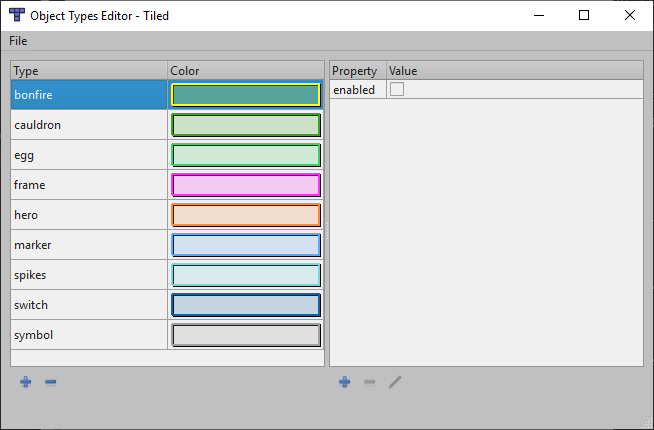 Object Types Editor - Tiled
File
Type Color
bonfire
cauldron
egg
frame
hero
marker
spikes
switch
symbol
Property Value
enabled